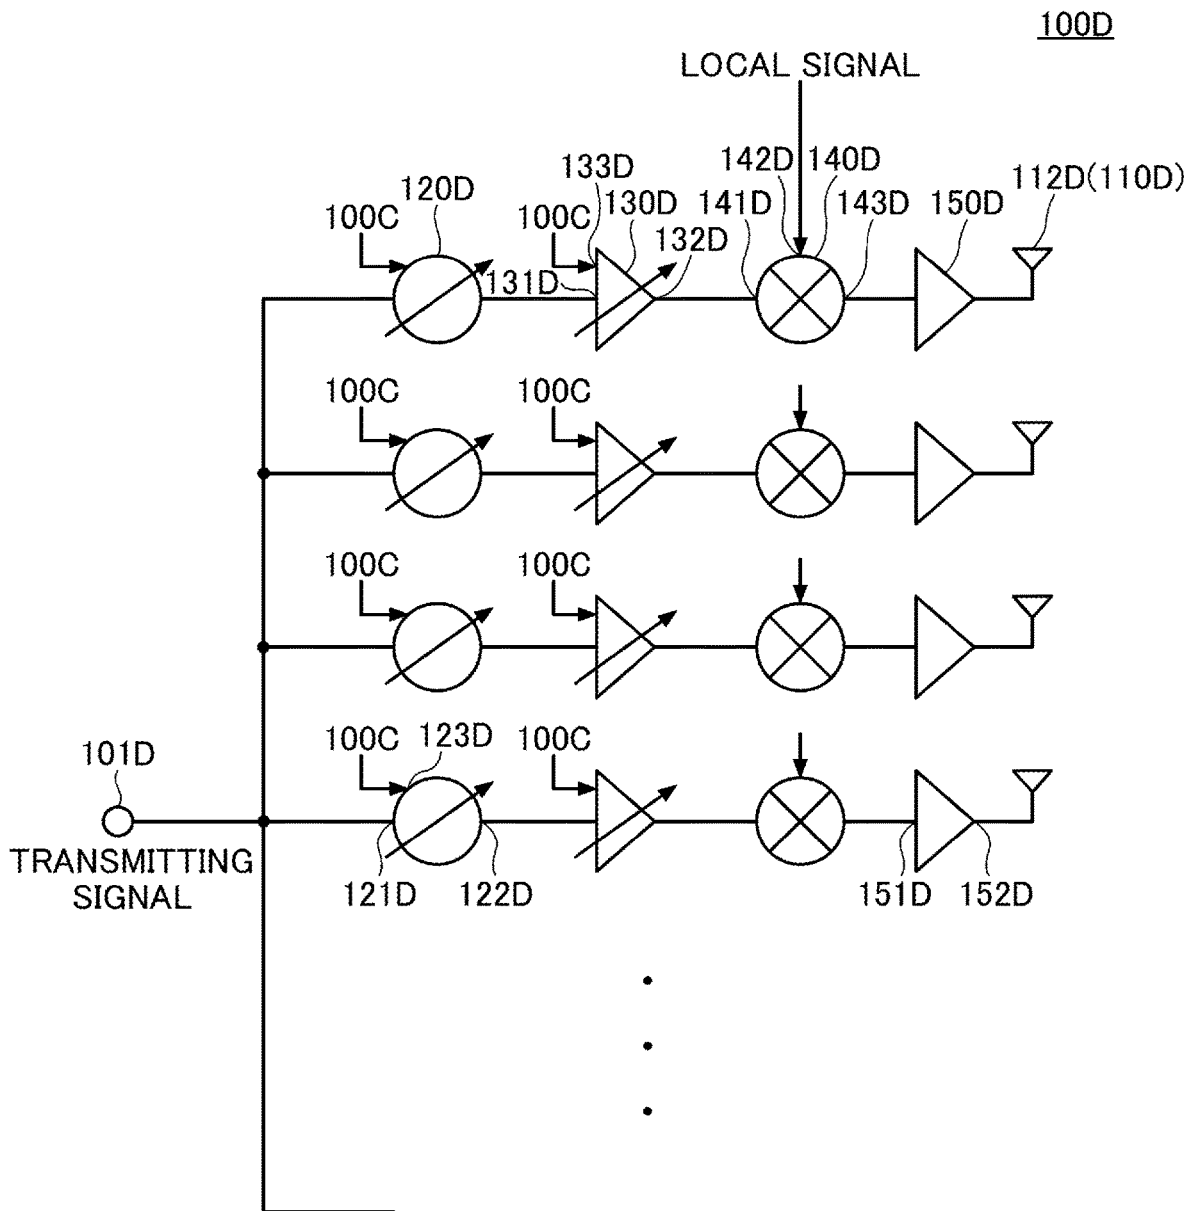 100D
LOCAL SIGNAL
133D 142D 140D 112D(110D)
120D 130D 141D 143D 150D
100C 100C 132D
131D
100C 100C
100C 100C
100C 123D 100C
101D
TRANSMITTING
SIGNAL
121D 122D 151D 152D